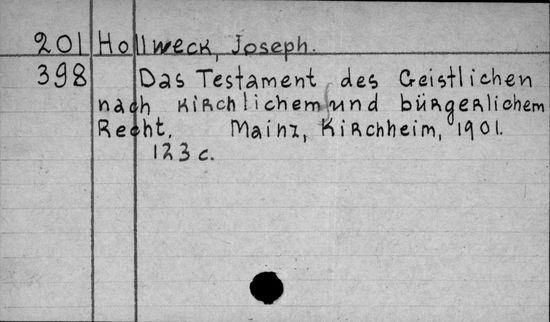 201 Hollweck, Joseph.
398 Das Testament des Geistlichen
nach kirchlichem und bürgerlichem
Recht. Mainz, Kirchheim, 1901.
123 c.